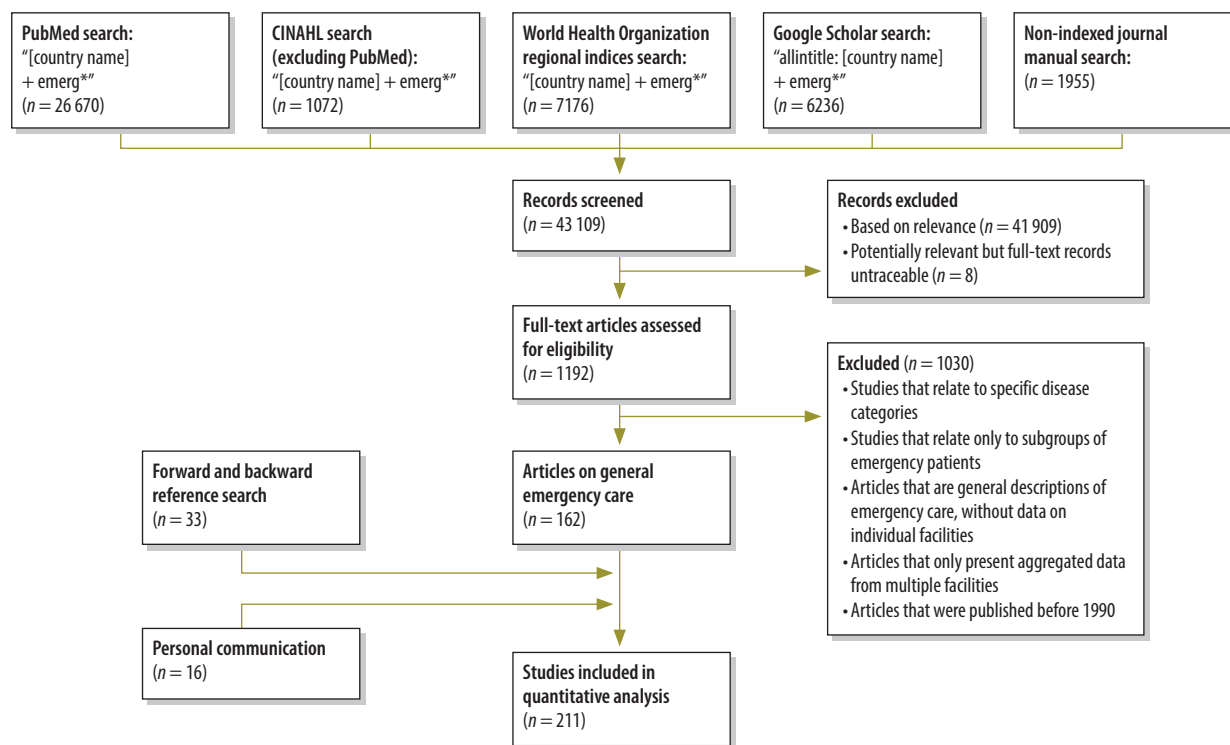 PubMed search:
“[country name]
+ emerg*”
(n = 26 670)
CINAHL search
(excluding PubMed):
“[country name] + emerg*”
(n = 1072)
World Health Organization
regional indices search:
“[country name] + emerg*”
(n = 7176)
Google Scholar search:
“allintitle: [country name]
+ emerg*”
(n = 6236)
Non-indexed journal
manual search:
(n = 1955)
Records screened
(n = 43 109)
Records excluded
• Based on relevance (n = 41 909)
• Potentially relevant but full-text records
untraceable (n = 8)
Full-text articles assessed
for eligibility
(n = 1192)
Excluded (n = 1030)
• Studies that relate to specific disease
categories
• Studies that relate only to subgroups of
emergency patients
• Articles that are general descriptions of
emergency care, without data on
individual facilities
• Articles that only present aggregated data
from multiple facilities
• Articles that were published before 1990
Forward and backward
reference search
(n = 33)
Articles on general
emergency care
(n = 162)
Personal communication
(n = 16)
Studies included in
quantitative analysis
(n = 211)